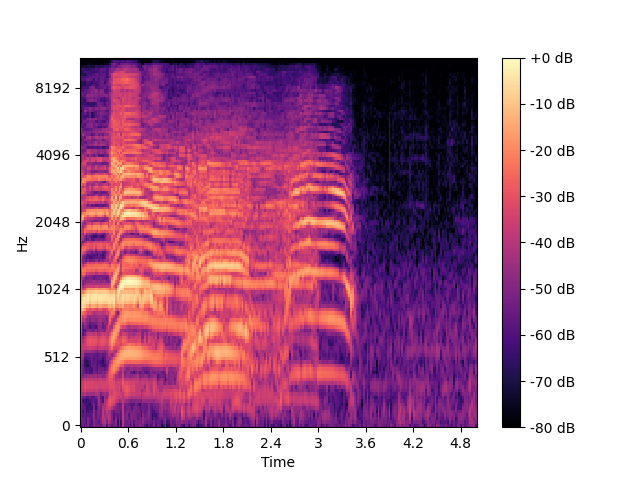 +0 dB
8192
-10 dB
4096
-20 dB
-30 dB
2048
Hz
-40 dB
1024
-50 dB
512
-60 dB
-70 dB
0
-80 dB
0 0.6 1.2 1.8 2.4 3 3.6 4.2 4.8
Time